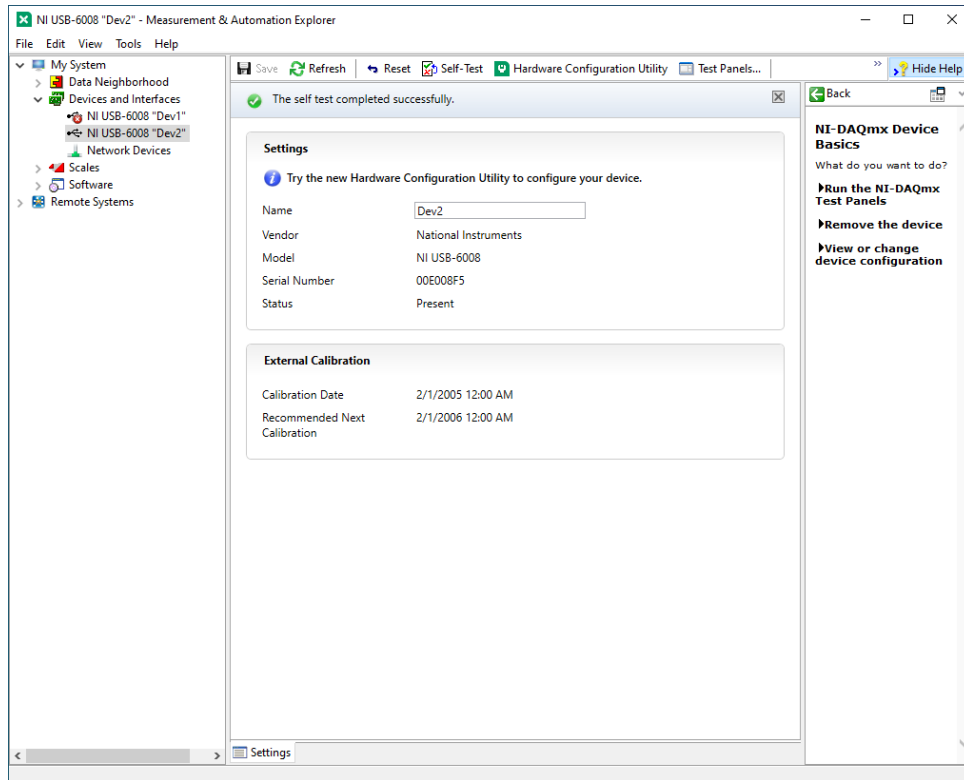 NI USB-6008 "Dev2" - Measurement & Automation Explorer
File Edit View Tools Help
My System
Data Neighborhood
Devices and Interfaces
NI USB-6008 "Dev1"
NI USB-6008 "Dev2"
Network Devices
Scales
Software
Remote Systems
Save Refresh Reset Self-Test Hardware Configuration Utility Test Panels... » Hide Help
The self test completed successfully.
Settings
Try the new Hardware Configuration Utility to configure your device.
Name Dev2
Vendor National Instruments
Model NI USB-6008
Serial Number 00E008F5
Status Present
External Calibration
Calibration Date 2/1/2005 12:00 AM
Recommended Next 2/1/2006 12:00 AM
Calibration
Settings
Back
NI-DAQmx Device
Basics
What do you want to do?
Run the NI-DAQmx
Test Panels
Remove the device
View or change
device configuration